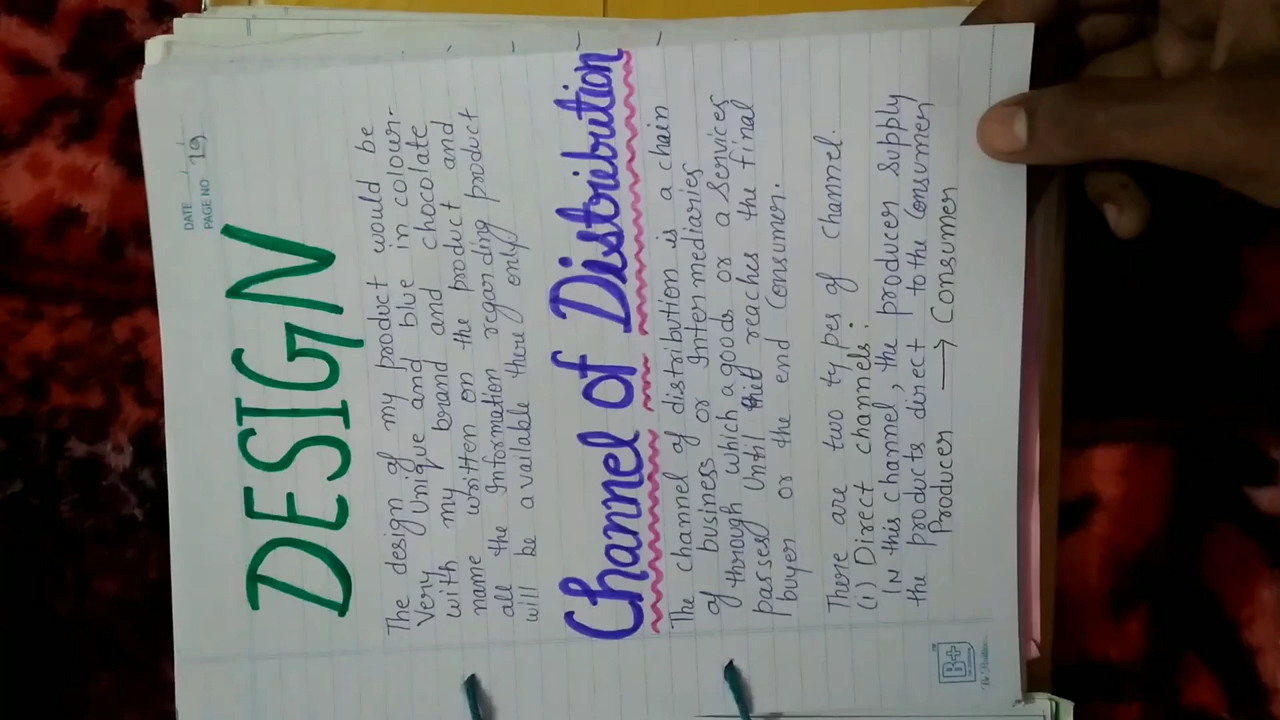 DATE / /
PAGE NO 19
DESIGN
The design of my product would be
Very Unique and blue in colour-
with my brand and chocolate
name written on the product and
all the Information regarding product
will be available there only
Channel of Distribution
The channel of distribution is a chain
of business or Intermediaries
through which a goods or a Services
passes until reaches the final
buyer or the end Consumer.
There are two types of channel.
(i) Direct channels:
IN this channel, the producer Supply
the products direct to the Consumer
Producer → Consumer
B+